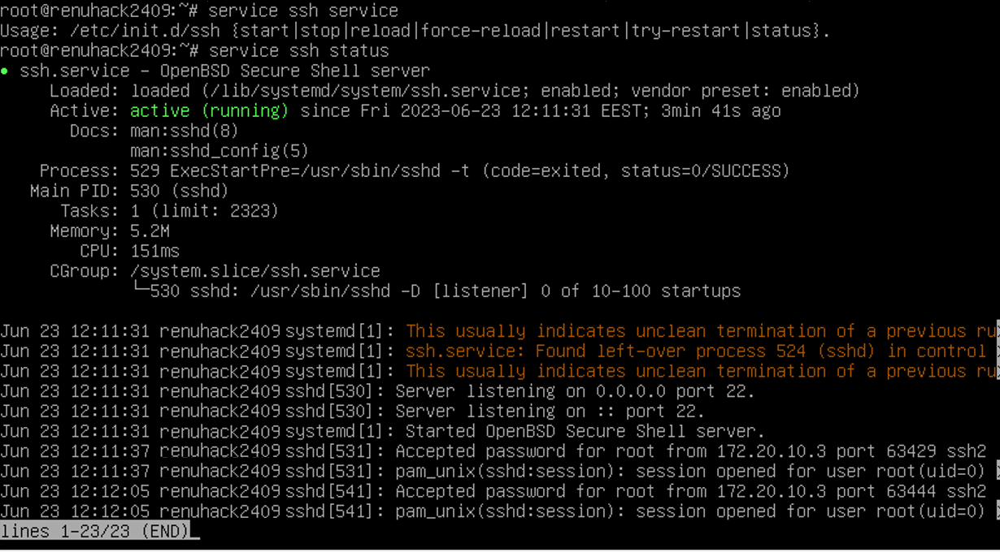 root@renuhack2409:~# service ssh service
Usage: /etc/init.d/ssh {start|stop|reload|force-reload|restart|try-restart|status}.
root@renuhack2409:~# service ssh status
● ssh.service - OpenBSD Secure Shell server
     Loaded: loaded (/lib/systemd/system/ssh.service; enabled; vendor preset: enabled)
     Active: active (running) since Fri 2023-06-23 12:11:31 EEST; 3min 41s ago
       Docs: man:sshd(8)
             man:sshd_config(5)
    Process: 529 ExecStartPre=/usr/sbin/sshd -t (code=exited, status=0/SUCCESS)
   Main PID: 530 (sshd)
      Tasks: 1 (limit: 2323)
     Memory: 5.2M
        CPU: 151ms
     CGroup: /system.slice/ssh.service
             └─530 sshd: /usr/sbin/sshd -D [listener] 0 of 10-100 startups
Jun 23 12:11:31 renuhack2409 systemd[1]: This usually indicates unclean termination of a previous ru
Jun 23 12:11:31 renuhack2409 systemd[1]: ssh.service: Found left-over process 524 (sshd) in control
Jun 23 12:11:31 renuhack2409 systemd[1]: This usually indicates unclean termination of a previous ru
Jun 23 12:11:31 renuhack2409 sshd[530]: Server listening on 0.0.0.0 port 22.
Jun 23 12:11:31 renuhack2409 sshd[530]: Server listening on :: port 22.
Jun 23 12:11:31 renuhack2409 systemd[1]: Started OpenBSD Secure Shell server.
Jun 23 12:11:37 renuhack2409 sshd[531]: Accepted password for root from 172.20.10.3 port 63429 ssh2
Jun 23 12:11:37 renuhack2409 sshd[531]: pam_unix(sshd:session): session opened for user root(uid=0)
Jun 23 12:12:05 renuhack2409 sshd[541]: Accepted password for root from 172.20.10.3 port 63444 ssh2
Jun 23 12:12:05 renuhack2409 sshd[541]: pam_unix(sshd:session): session opened for user root(uid=0)
lines 1-23/23 (END)